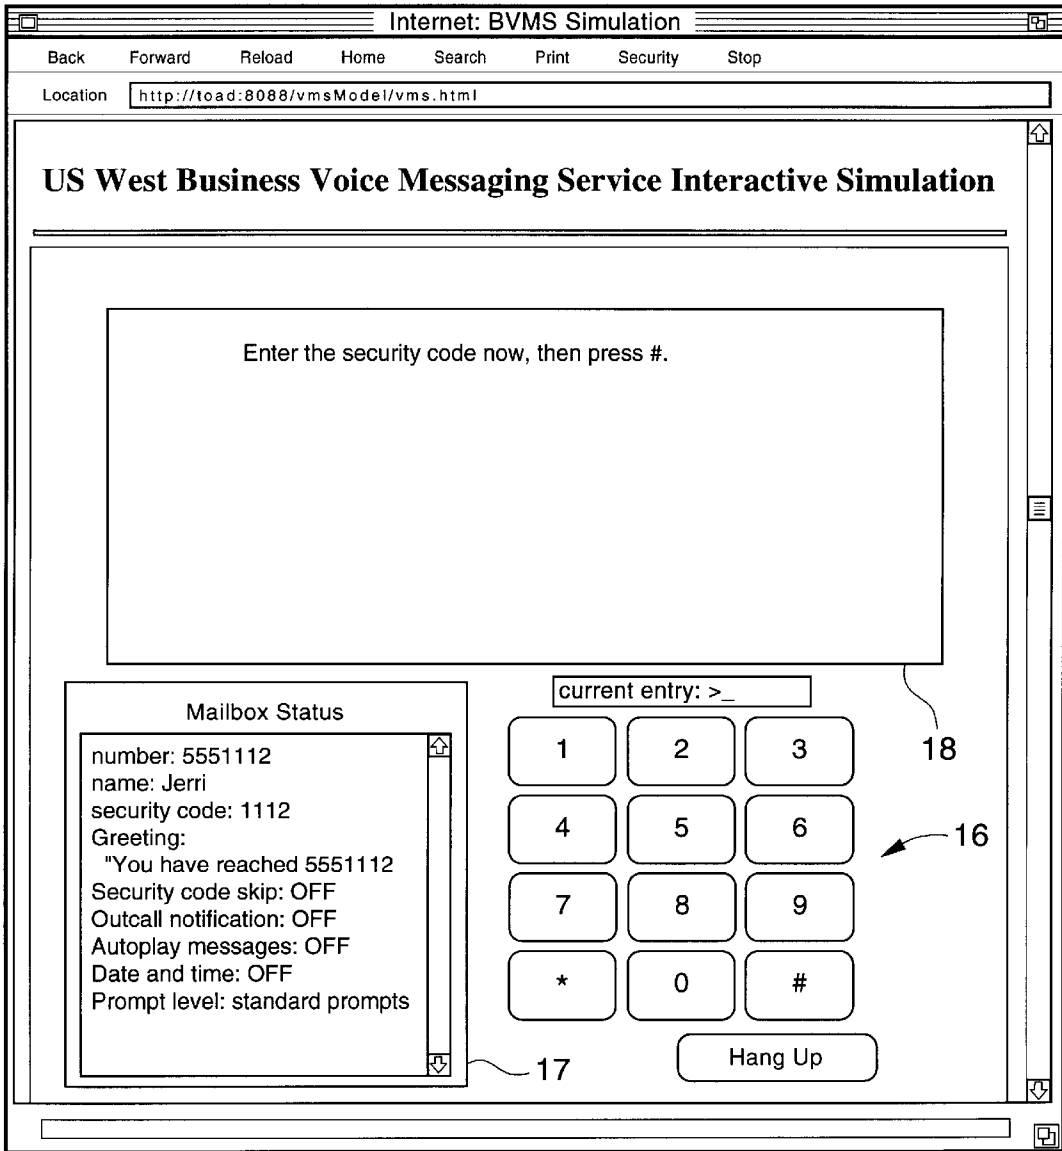 Internet: BVMS Simulation
Back Forward Reload Home Search Print Security Stop
Location http://toad:8088/vmsModel/vms.html
US West Business Voice Messaging Service Interactive Simulation
Enter the security code now, then press #.
18
Mailbox Status
number: 5551112
name: Jerri
security code: 1112
Greeting:
"You have reached 5551112
Security code skip: OFF
Outcall notification: OFF
Autoplay messages: OFF
Date and time: OFF
Prompt level: standard prompts
17
current entry: >_
1 2 3
4 5 6
7 8 9
* 0 #
16
Hang Up